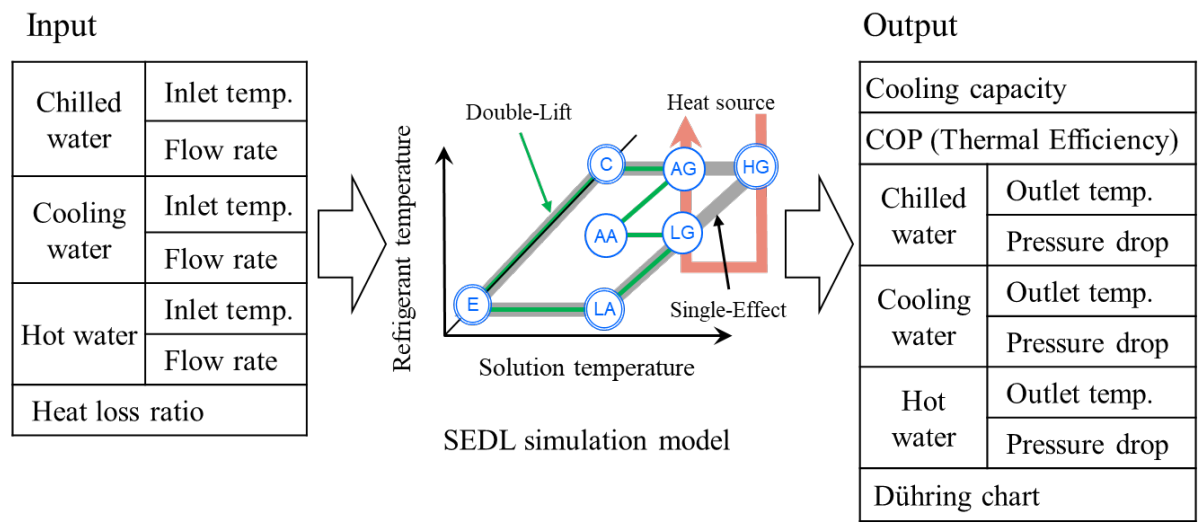 Input
Chilled
water
Inlet temp.
Flow rate
Cooling
water
Inlet temp.
Flow rate
Hot water
Inlet temp.
Flow rate
Heat loss ratio
Refrigerant temperature
Double-Lift
Heat source
C
AG
HG
AA
LG
E
LA
Single-Effect
Solution temperature
SEDL simulation model
Output
Cooling capacity
COP (Thermal Efficiency)
Chilled
water
Outlet temp.
Pressure drop
Cooling
water
Outlet temp.
Pressure drop
Hot
water
Outlet temp.
Pressure drop
Dühring chart